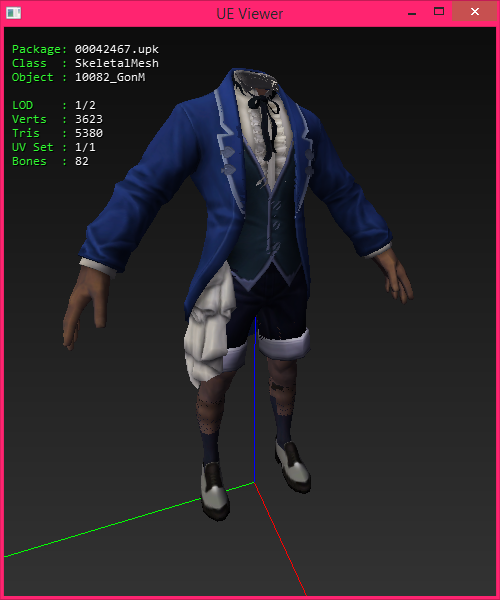 UE Viewer
Package: 00042467.upk
Class : SkeletalMesh
Object : 10082_GonM
LOD : 1/2
Verts : 3623
Tris : 5380
UV Set : 1/1
Bones : 82